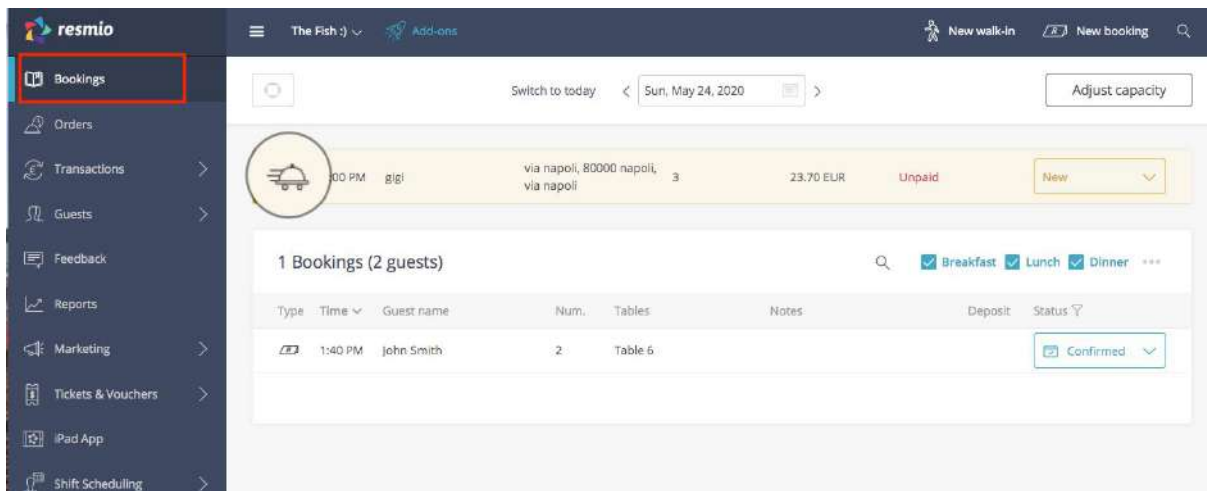 resmio
The Fish :)
Add-ons
New walk-in
New booking
Bookings
Orders
Transactions
Guests
Feedback
Reports
Marketing
Tickets & Vouchers
iPad App
Shift Scheduling
Switch to today
Sun, May 24, 2020
Adjust capacity
:00 PM gigi via napoli, 80000 napoli, 3 23.70 EUR Unpaid New
via napoli
1 Bookings (2 guests)
Breakfast Lunch Dinner
Type Time Guest name Num. Tables Notes Deposit Status
1:40 PM John Smith 2 Table 6 Confirmed